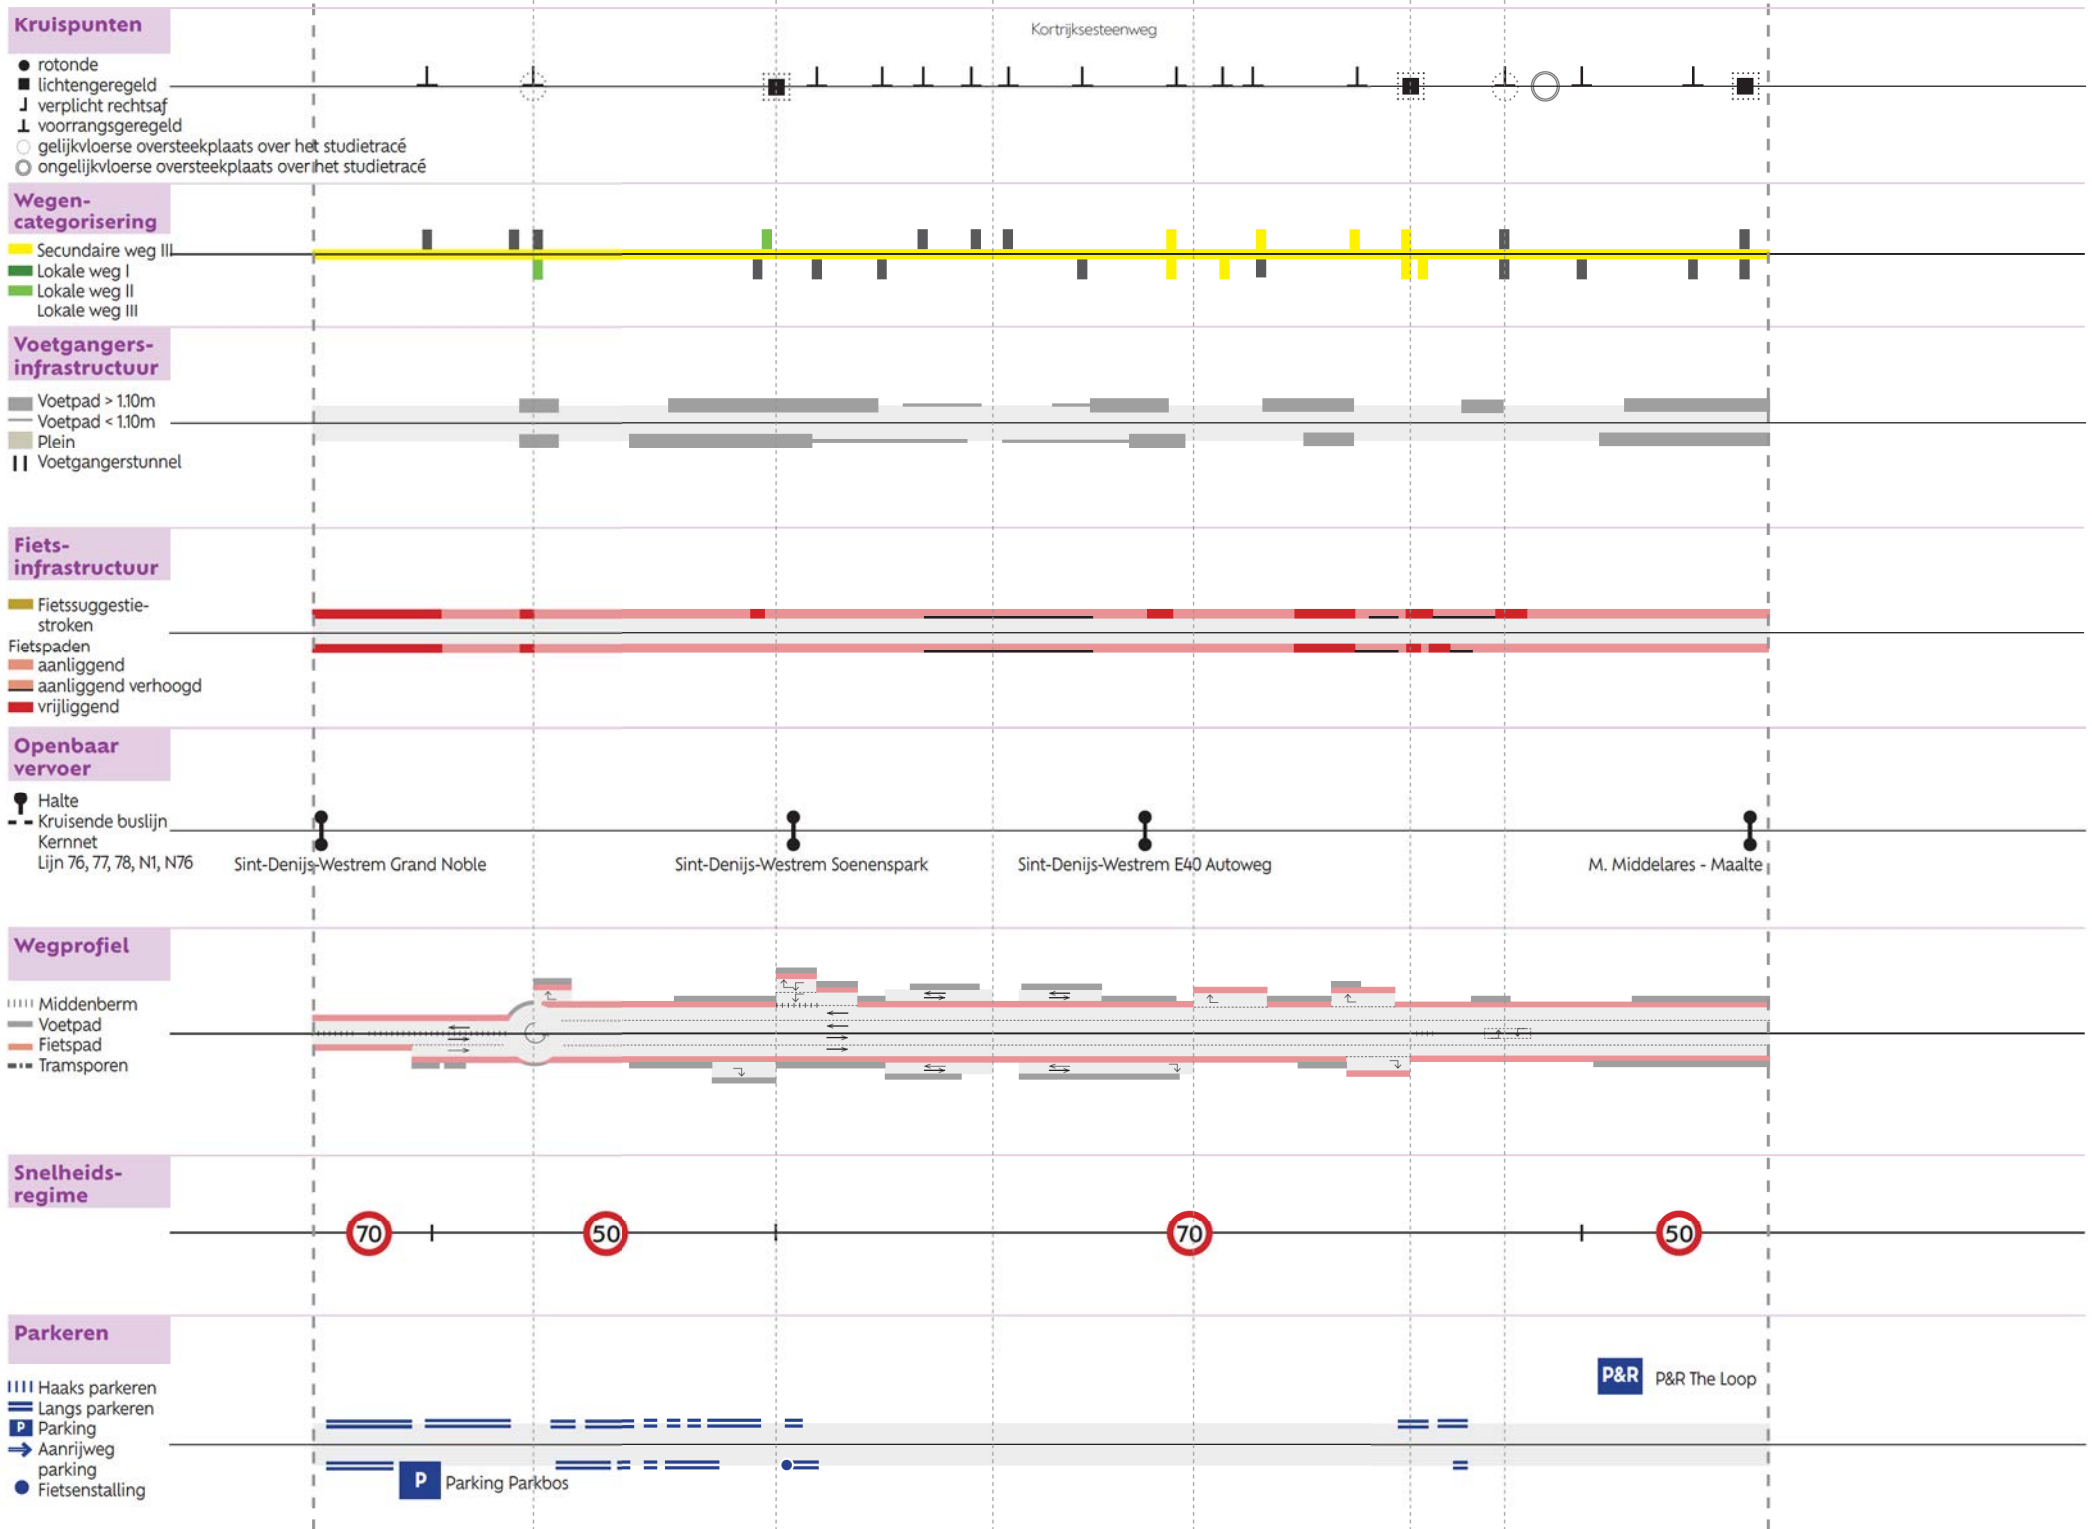 Kruispunten
Kortrijksesteenweg
rotonde
lichtengeregeld
verplicht rechtsaf
voorrangsgeregeld
gelijkvloerse oversteekplaats over het studietracé
ongelijkvloerse oversteekplaats over het studietracé
Wegen-
categorisering
Secundaire weg III
Lokale weg I
Lokale weg II
Lokale weg III
Voetgangers-
infrastructuur
Voetpad > 1.10m
Voetpad < 1.10m
Plein
Voetgangerstunnel
Fiets-
infrastructuur
Fietssuggestie-
stroken
Fietspaden
aanliggend
aanliggend verhoogd
vrijliggend
Openbaar
vervoer
Halte
Kruisende buslijn
Kernnet
Lijn 76, 77, 78, N1, N76
Sint-Denijs-Westrem Grand Noble
Sint-Denijs-Westrem Soenenspark
Sint-Denijs-Westrem E40 Autoweg
M. Middelares - Maalte
Wegprofiel
Middenberm
Voetpad
Fietspad
Tramsporen
Snelheids-
regime
70
50
70
50
Parkeren
P&R
P&R The Loop
Haaks parkeren
Langs parkeren
P
Parking
Aanrijweg
parking
Fietsenstalling
P
Parking Parkbos